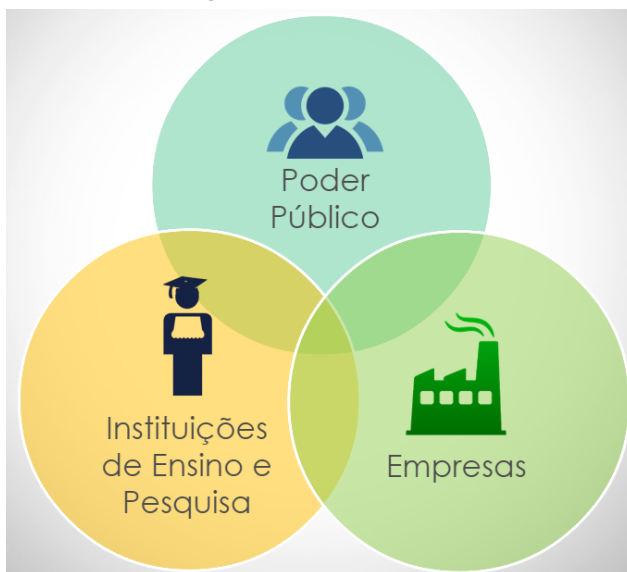 Poder
Público
Instituições
de Ensino e
Pesquisa
Empresas